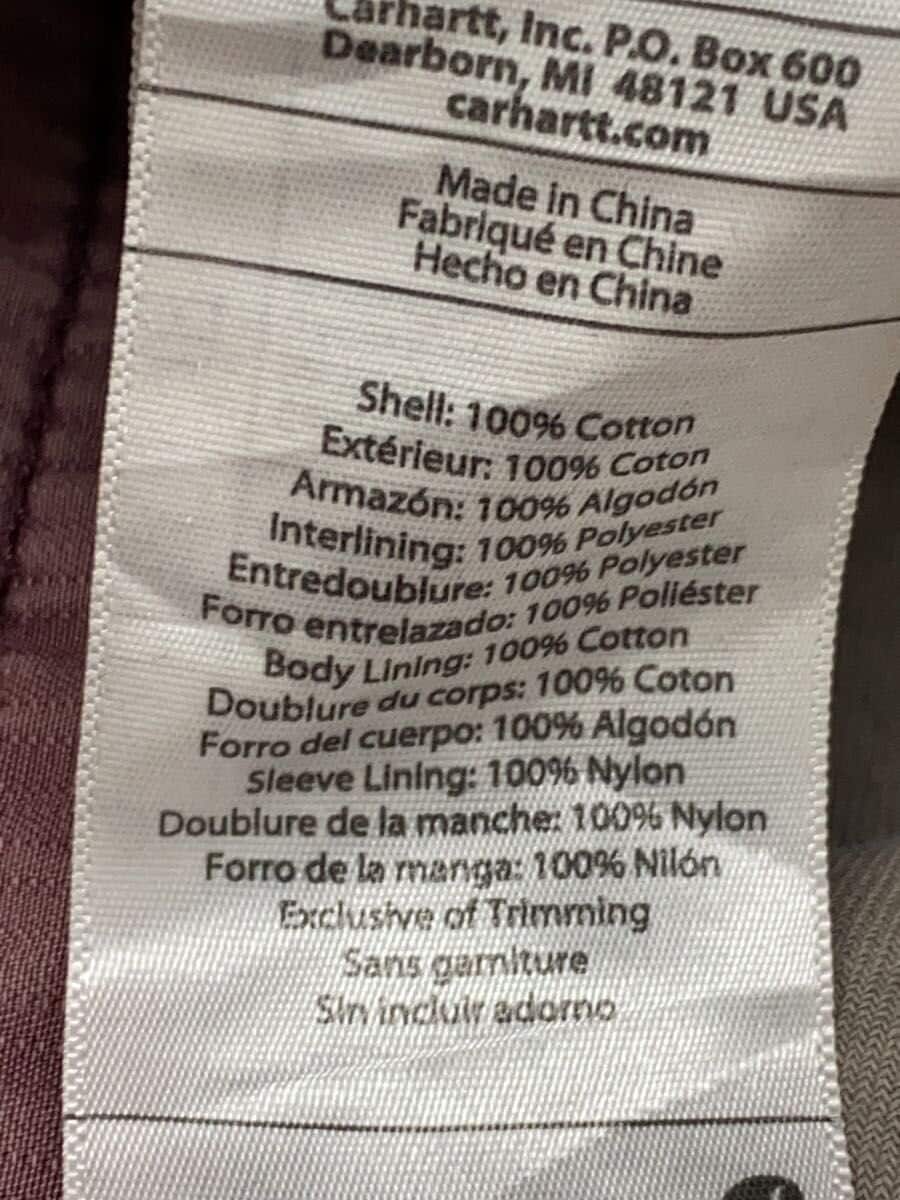 Carhartt, Inc. P.O. Box 600
Dearborn, MI 48121 USA
carhartt.com
Made in China
Fabriqué en Chine
Hecho en China
Shell: 100% Cotton
Extérieur: 100% Coton
Armazón: 100% Algodón
Interlining: 100% Polyester
Entredoublure: 100% Polyester
Forro entrelazado: 100% Poliéster
Body Lining: 100% Cotton
Doublure du corps: 100% Coton
Forro del cuerpo: 100% Algodón
Sleeve Lining: 100% Nylon
Doublure de la manche: 100% Nylon
Forro de la manga: 100% Nilón
Exclusive of Trimming
Sans garniture
Sin incluir adorno